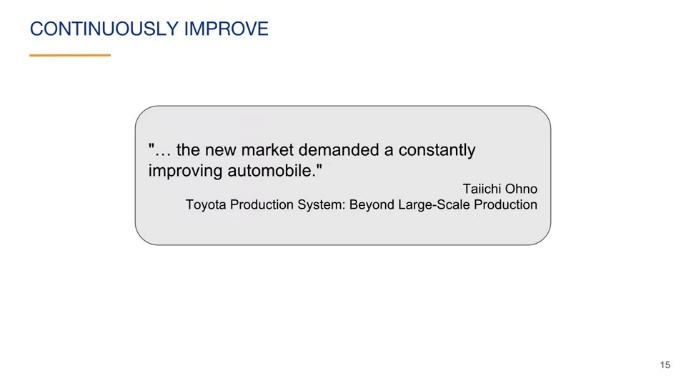 CONTINUOUSLY IMPROVE
"… the new market demanded a constantly
improving automobile."
Taiichi Ohno
Toyota Production System: Beyond Large-Scale Production
15